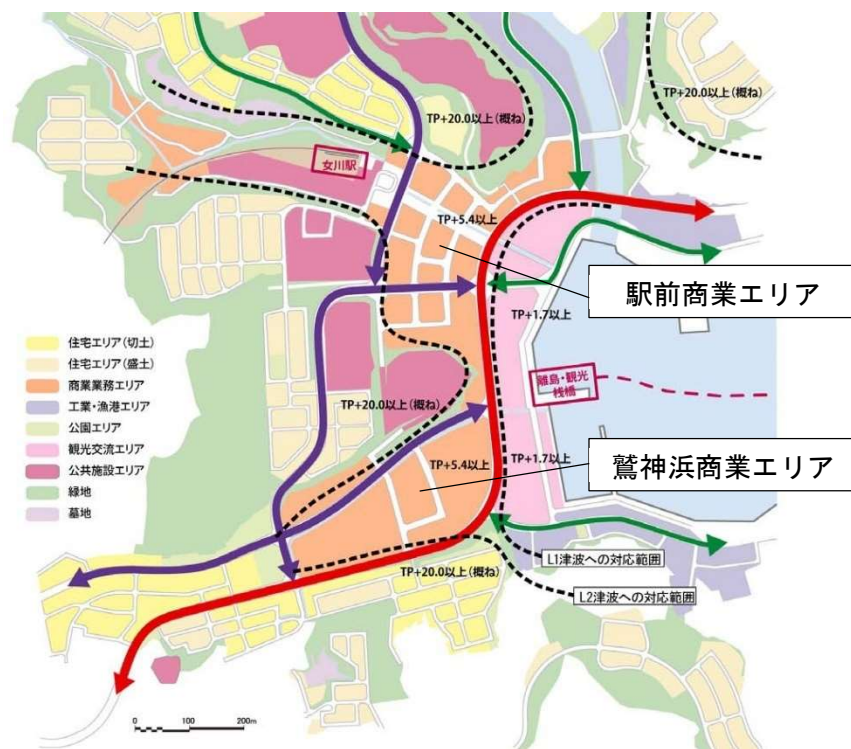 TP+20.0以上(概ね)
TP+20.0以上(概ね)
女川駅
TP+5.4以上
駅前商業エリア
TP+1.7以上
住宅エリア(切土)
住宅エリア(盛土)
商業業務エリア
工業・漁港エリア
公園エリア
観光交流エリア
公共施設エリア
緑地
墓地
離島・観光
桟橋
TP+20.0以上(概ね)
TP+5.4以上
TP+1.7以上
鷲神浜商業エリア
L1津波への対応範囲
TP+20.0以上(概ね)
L2津波への対応範囲
0 100 200m